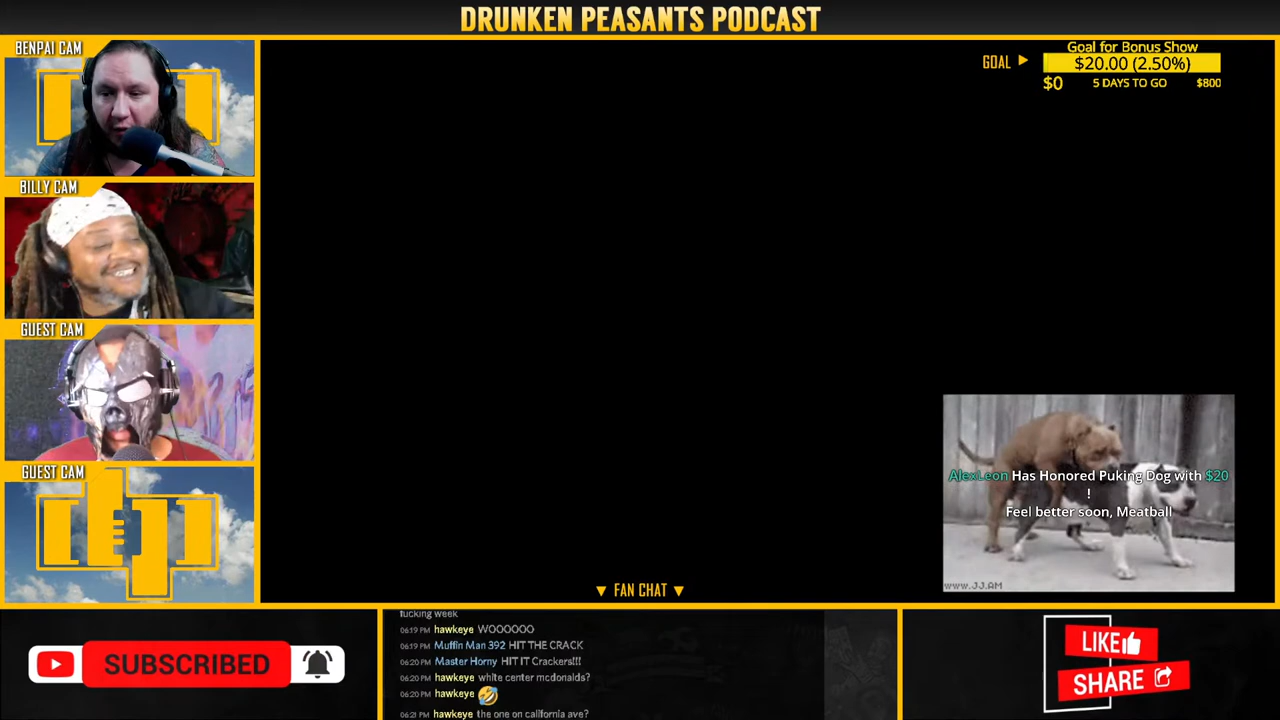 DRUNKEN PEASANTS PODCAST
BENPAI CAM
BILLY CAM
GUEST CAM
GUEST CAM
GOAL
Goal for Bonus Show
$20.00 (2.50%)
$0 5 DAYS TO GO $800
AlexLeon Has Honored Puking Dog with $20
!
Feel better soon, Meatball
www.JJ.AM
▼ FAN CHAT ▼
fucking week
06:19 PM hawkeye WOOOOOO
06:19 PM Muffin Man 392 HIT THE CRACK
06:20 PM Master Horny HIT IT Crackers!!!
06:20 PM hawkeye white center mcdonalds?
06:20 PM hawkeye 🤣
06:21 PM hawkeye the one on california ave?
SUBSCRIBED
LIKE
SHARE